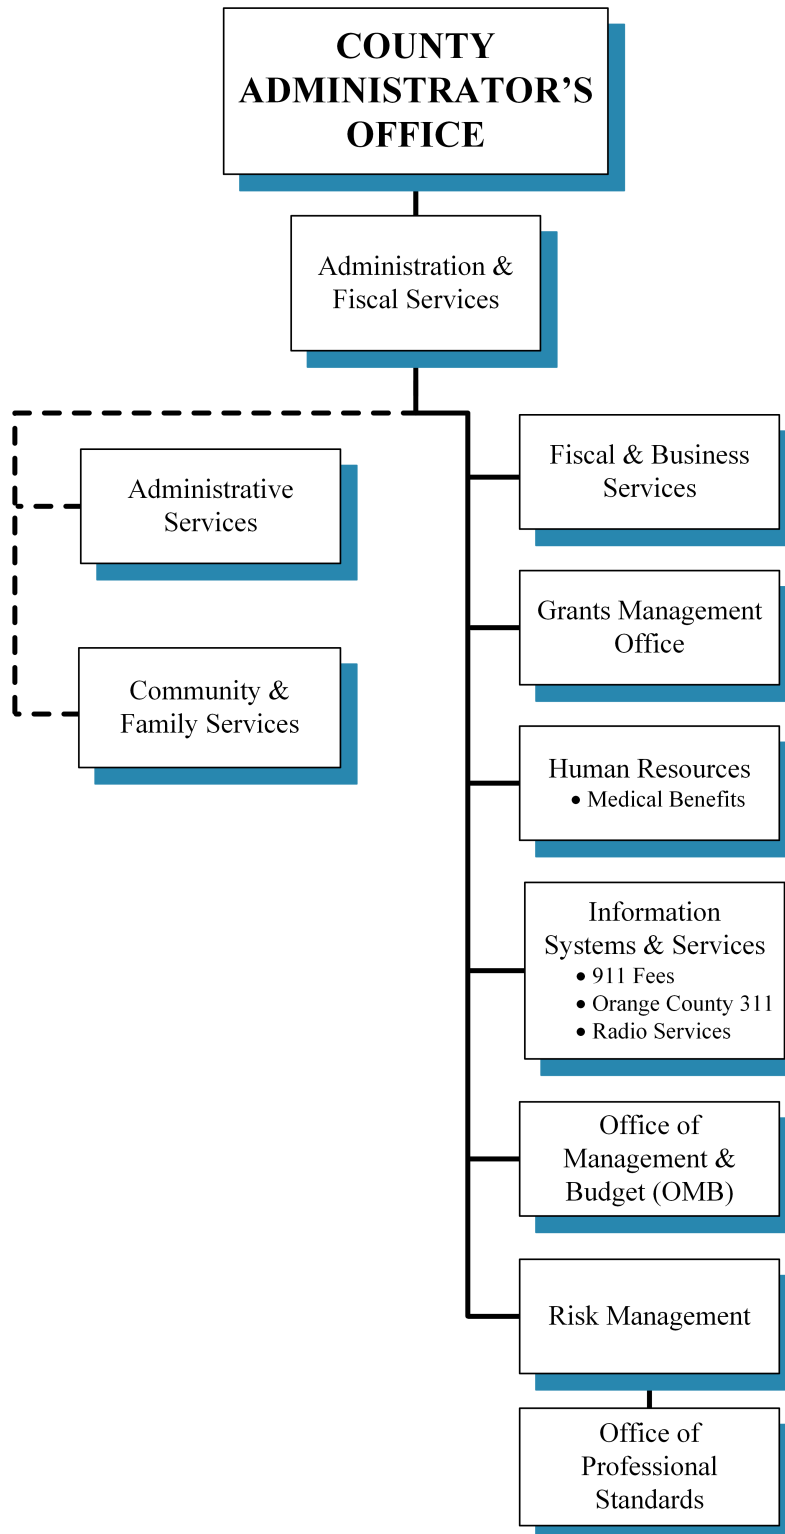 COUNTY
ADMINISTRATOR’S
OFFICE
Administration &
Fiscal Services
Administrative
Services
Community &
Family Services
Fiscal & Business
Services
Grants Management
Office
Human Resources
• Medical Benefits
Information
Systems & Services
• 911 Fees
• Orange County 311
• Radio Services
Office of
Management &
Budget (OMB)
Risk Management
Office of
Professional
Standards